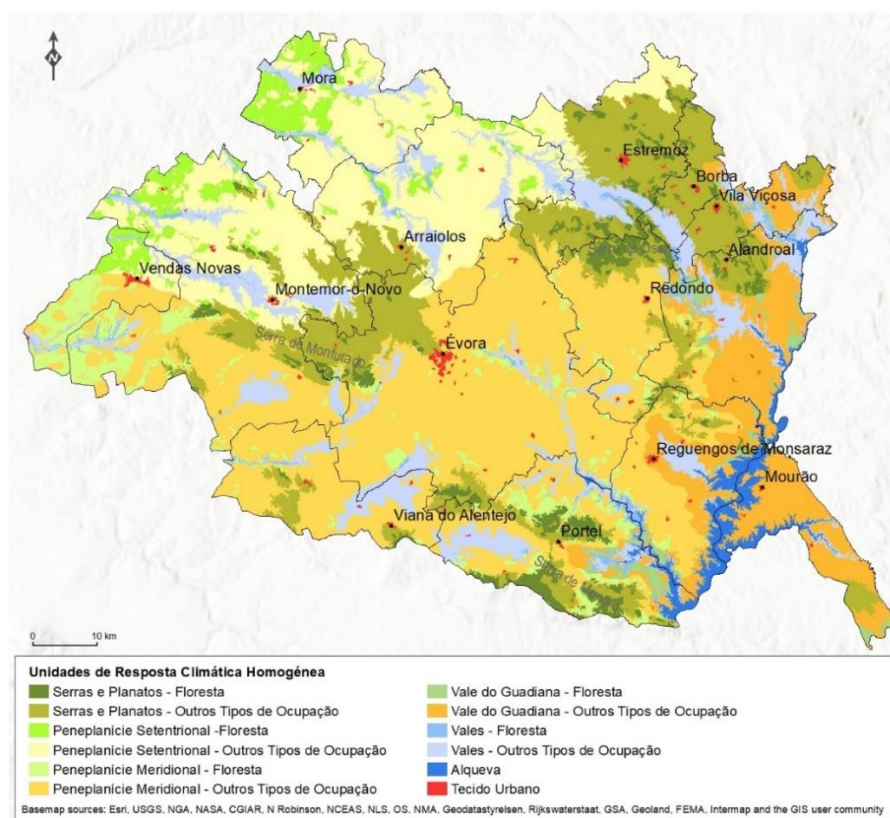 N
Mora
Estremoz
Borba
Vila Viçosa
Arraiolos
Alandroal
Vendas Novas
Montemor-o-Novo
Redondo
Serra de Monfurado
Évora
Reguengos de Monsaraz
Mourão
Viana do Alentejo
Portel
Serra de
0 10 km
Unidades de Resposta Climática Homogénea
Serras e Planatos - Floresta
Serras e Planatos - Outros Tipos de Ocupação
Peneplanície Setentrional -Floresta
Peneplanície Setentrional - Outros Tipos de Ocupação
Peneplanície Meridional - Floresta
Peneplanície Meridional - Outros Tipos de Ocupação
Vale do Guadiana - Floresta
Vale do Guadiana - Outros Tipos de Ocupação
Vales - Floresta
Vales - Outros Tipos de Ocupação
Alqueva
Tecido Urbano
Basemap sources: Esri, USGS, NGA, NASA, CGIAR, N Robinson, NCEAS, NLS, OS, NMA, Geodatastyrelsen, Rijkswaterstaat, GSA, Geoland, FEMA, Intermap and the GIS user community